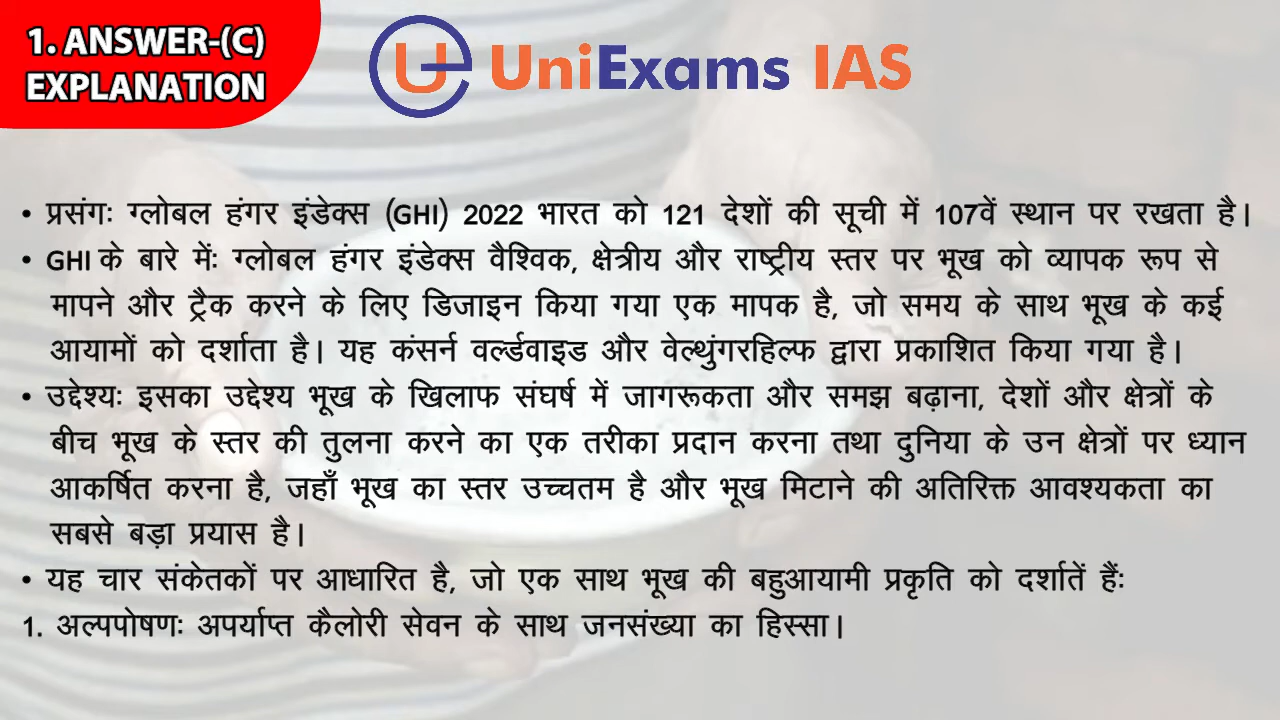 1. ANSWER-(C)
EXPLANATION
UniExams IAS
• प्रसंगः ग्लोबल हंगर इंडेक्स (GHI) 2022 भारत को 121 देशों की सूची में 107वें स्थान पर रखता है।
• GHI के बारे मेंः ग्लोबल हंगर इंडेक्स वैश्विक, क्षेत्रीय और राष्ट्रीय स्तर पर भूख को व्यापक रूप से
मापने और ट्रैक करने के लिए डिजाइन किया गया एक मापक है, जो समय के साथ भूख के कई
आयामों को दर्शाता है। यह कंसर्न वर्ल्डवाइड और वेल्थुंगरहिल्फ द्वारा प्रकाशित किया गया है।
• उद्देश्यः इसका उद्देश्य भूख के खिलाफ संघर्ष में जागरूकता और समझ बढ़ाना, देशों और क्षेत्रों के
बीच भूख के स्तर की तुलना करने का एक तरीका प्रदान करना तथा दुनिया के उन क्षेत्रों पर ध्यान
आकर्षित करना है, जहाँ भूख का स्तर उच्चतम है और भूख मिटाने की अतिरिक्त आवश्यकता का
सबसे बड़ा प्रयास है।
• यह चार संकेतकों पर आधारित है, जो एक साथ भूख की बहुआयामी प्रकृति को दर्शातें हैंः
1. अल्पपोषणः अपर्याप्त कैलोरी सेवन के साथ जनसंख्या का हिस्सा।